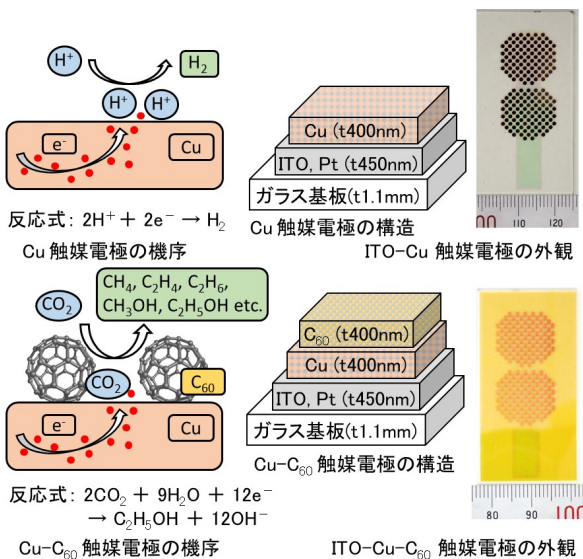 H⁺
H₂
H⁺
H⁺
e⁻
Cu
反応式: 2H⁺ + 2e⁻ → H₂
Cu 触媒電極の機序
Cu (t400nm)
ITO, Pt (t450nm)
ガラス基板(t1.1mm)
Cu 触媒電極の構造
00
110
120
ITO-Cu 触媒電極の外観
CO₂
CH₄, C₂H₄, C₂H₆,
CH₃OH, C₂H₅OH etc.
CO₂
C₆₀
e⁻
Cu
反応式: 2CO₂ + 9H₂O + 12e⁻
→ C₂H₅OH + 12OH⁻
Cu-C₆₀ 触媒電極の機序
C₆₀ (t400nm)
Cu (t400nm)
ITO, Pt (t450nm)
ガラス基板(t1.1mm)
Cu-C₆₀ 触媒電極の構造
80
90
100
ITO-Cu-C₆₀ 触媒電極の外観